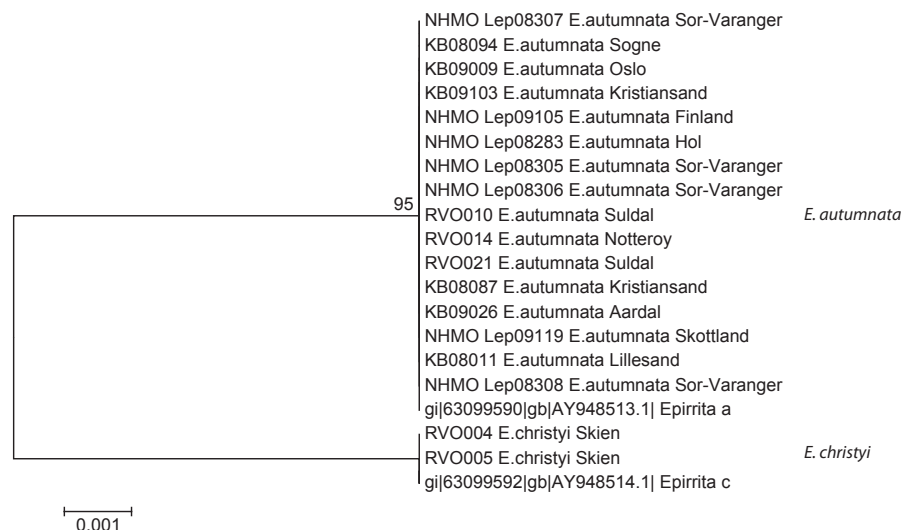 NHMO Lep08307 E.autumnata Sor-Varanger
KB08094 E.autumnata Sogne
KB09009 E.autumnata Oslo
KB09103 E.autumnata Kristiansand
NHMO Lep09105 E.autumnata Finland
NHMO Lep08283 E.autumnata Hol
NHMO Lep08305 E.autumnata Sor-Varanger
NHMO Lep08306 E.autumnata Sor-Varanger
95
RVO010 E.autumnata Suldal
E. autumnata
RVO014 E.autumnata Notteroy
RVO021 E.autumnata Suldal
KB08087 E.autumnata Kristiansand
KB09026 E.autumnata Aardal
NHMO Lep09119 E.autumnata Skottland
KB08011 E.autumnata Lillesand
NHMO Lep08308 E.autumnata Sor-Varanger
gi|63099590|gb|AY948513.1| Epirrita a
RVO004 E.christyi Skien
RVO005 E.christyi Skien
E. christyi
gi|63099592|gb|AY948514.1| Epirrita c
0.001